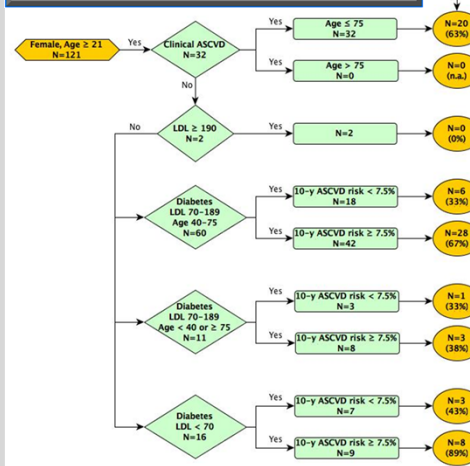 Yes
Age ≤ 75
N=32
N=20
(63%)
Female, Age ≥ 21
N=121
Yes
Clinical ASCVD
N=32
Yes
Age > 75
N=0
N=0
(n.a.)
No
No
LDL ≥ 190
N=2
Yes
N=2
N=0
(0%)
Diabetes
LDL 70-189
Age 40-75
N=60
Yes
10-y ASCVD risk < 7.5%
N=18
N=6
(33%)
Yes
10-y ASCVD risk ≥ 7.5%
N=42
N=28
(67%)
Diabetes
LDL 70-189
Age < 40 or ≥ 75
N=11
Yes
10-y ASCVD risk < 7.5%
N=3
N=1
(33%)
Yes
10-y ASCVD risk ≥ 7.5%
N=8
N=3
(38%)
Diabetes
LDL < 70
N=16
Yes
10-y ASCVD risk < 7.5%
N=7
N=3
(43%)
Yes
10-y ASCVD risk ≥ 7.5%
N=9
N=8
(89%)